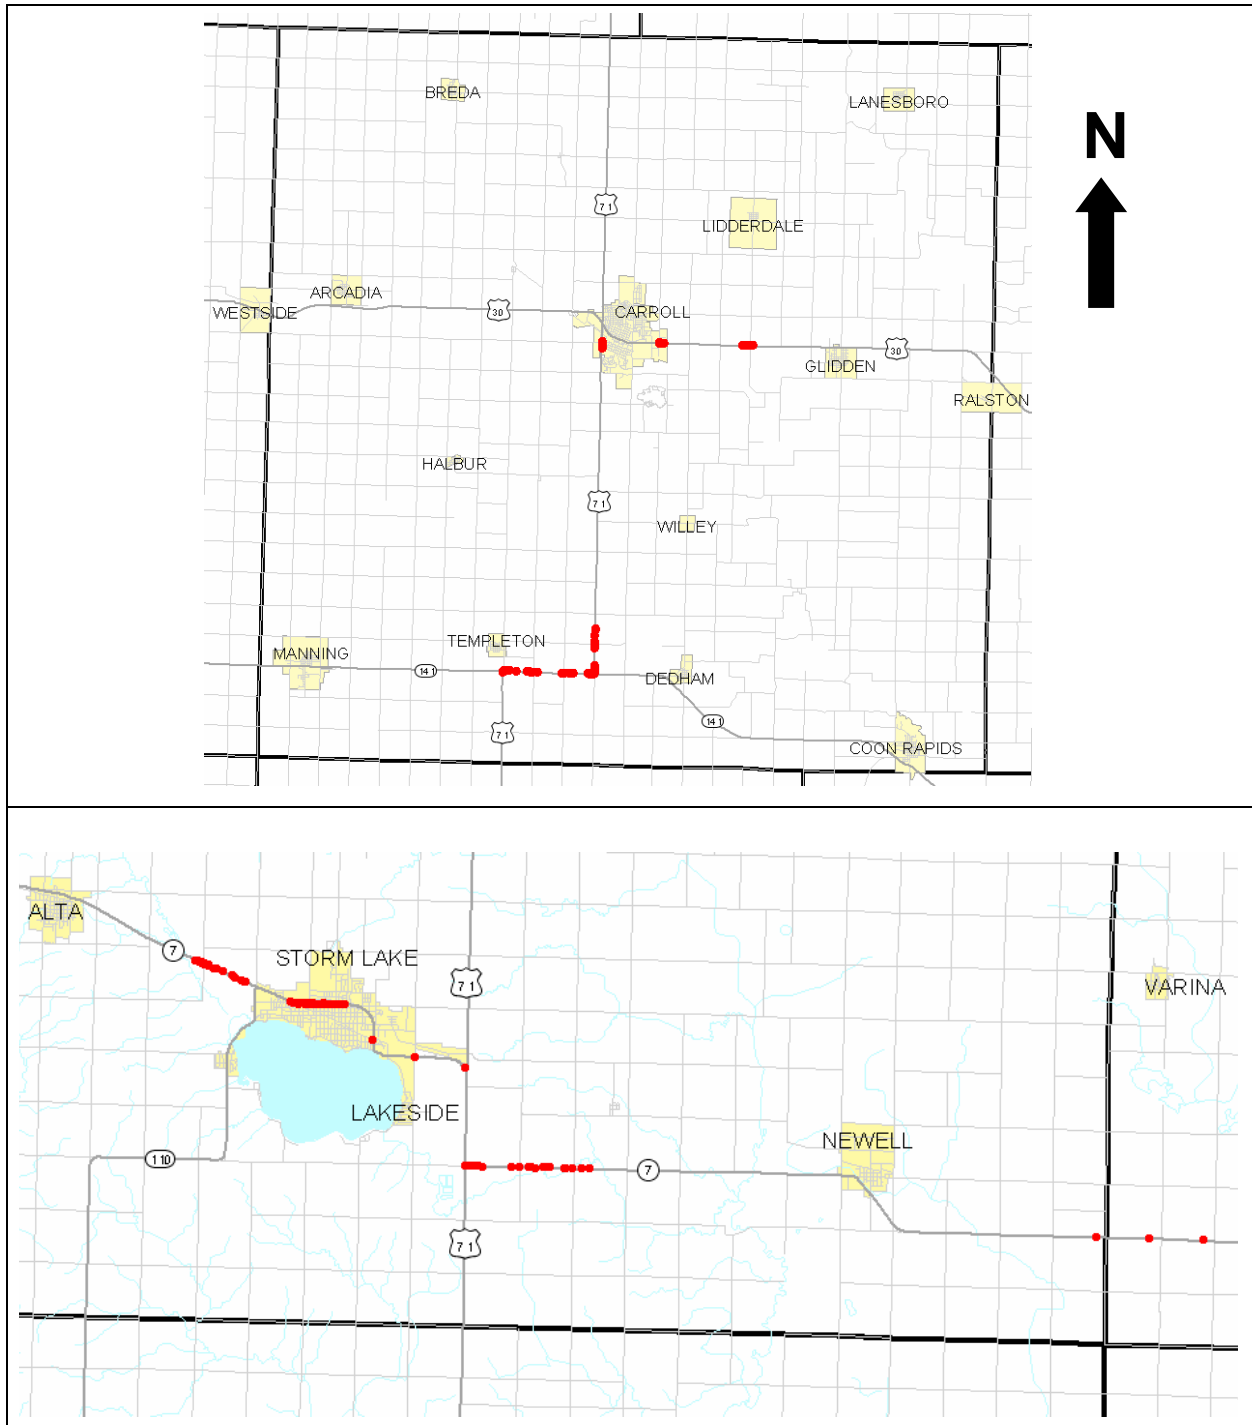 BREDA
LANESBORO
N
71
LIDDERDALE
ARCADIA
WESTSIDE
30
CARROLL
30
GLIDDEN
RALSTON
HALBUR
71
WILLEY
TEMPLETON
MANNING
141
DEDHAM
71
141
COON RAPIDS
ALTA
7
STORM LAKE
71
VARINA
LAKESIDE
NEWELL
110
7
71